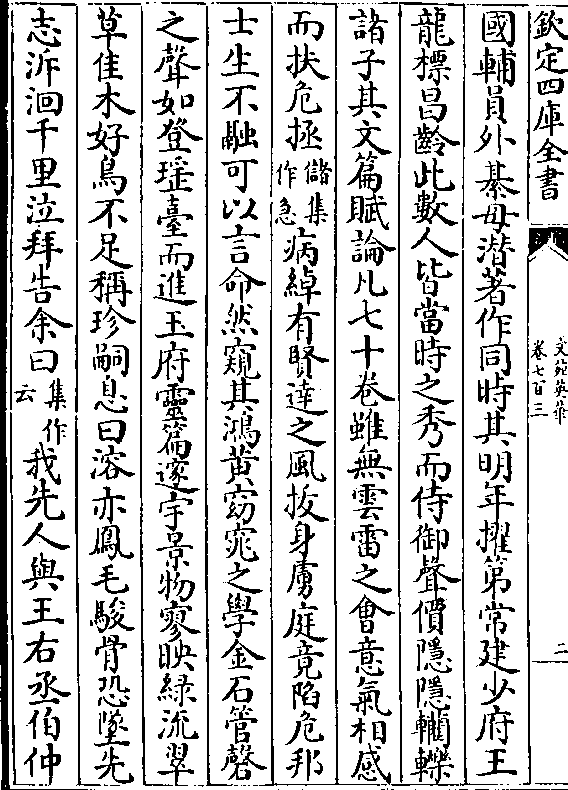 欽定四庫全書
文苑英華
卷七百三
二
國輔員外綦毋潛著作同時其明年擢第常建少府王
龍標昌齡此數人皆當時之秀而侍御聲價隱隱轥轢
諸子其文篇賦論凡七十卷雖無雲雷之會意氣相感
而扶危拯儲集作急病綽有賢達之風拔身虜庭竟陷危邦
士生不融可以言命然窺其鴻黃窈窕之學金石管磬
之聲如登瑶臺而進玉府靈篇邃宇景物寥映綠流翠
草佳木好鳥不足稱珍嗣息曰溶亦鳳毛駿骨恐墜先
志泝洄千里泣拜告余曰集作云我先人與王右丞伯仲